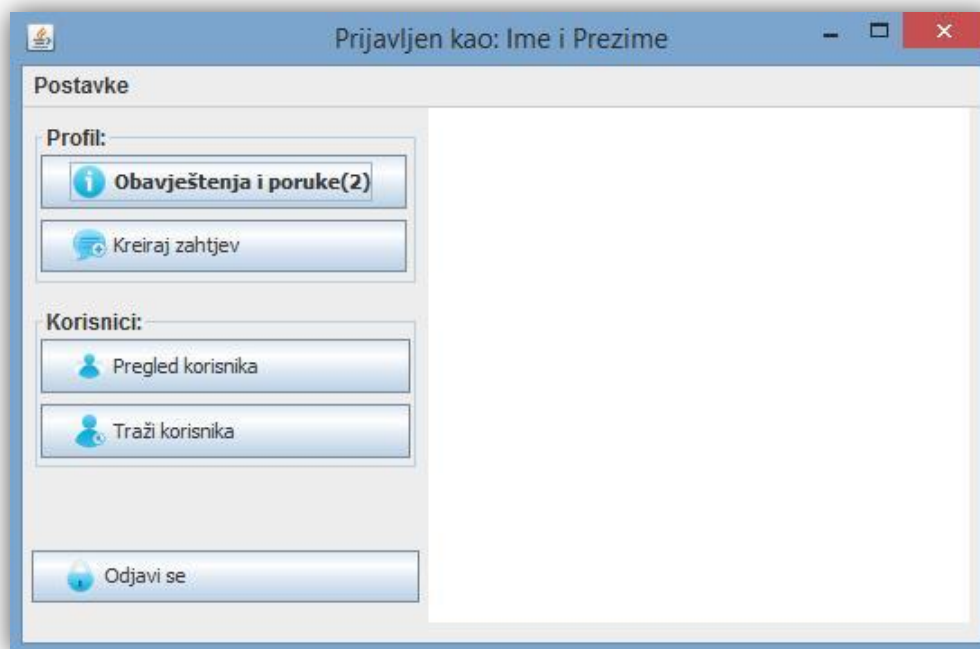 Prijavljen kao: Ime i Prezime
Postavke
Profil:
Obavještenja i poruke(2)
Kreiraj zahtjev
Korisnici:
Pregled korisnika
Traži korisnika
Odjavi se